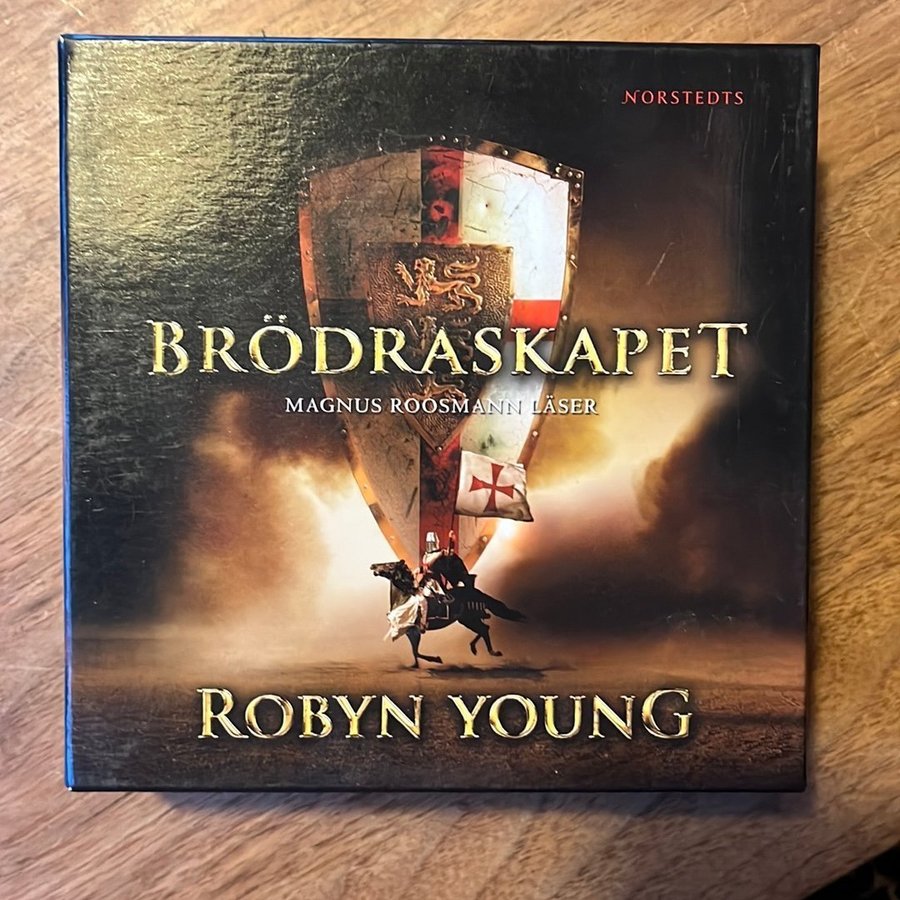 NORSTEDTS
BRÖDRASKAPET
MAGNUS ROOSMANN LÄSER
ROBYN YOUNG